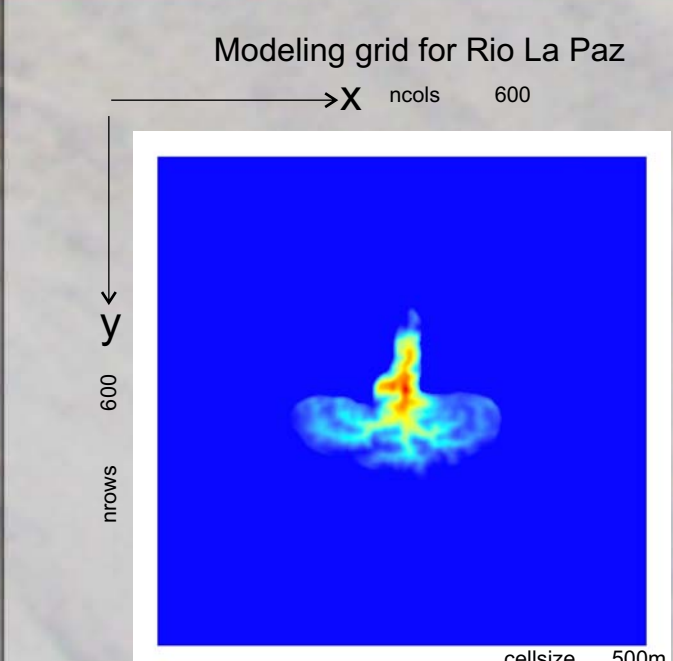 Modeling grid for Rio La Paz
x ncols 600
y
nrows 600
cellsize 500m